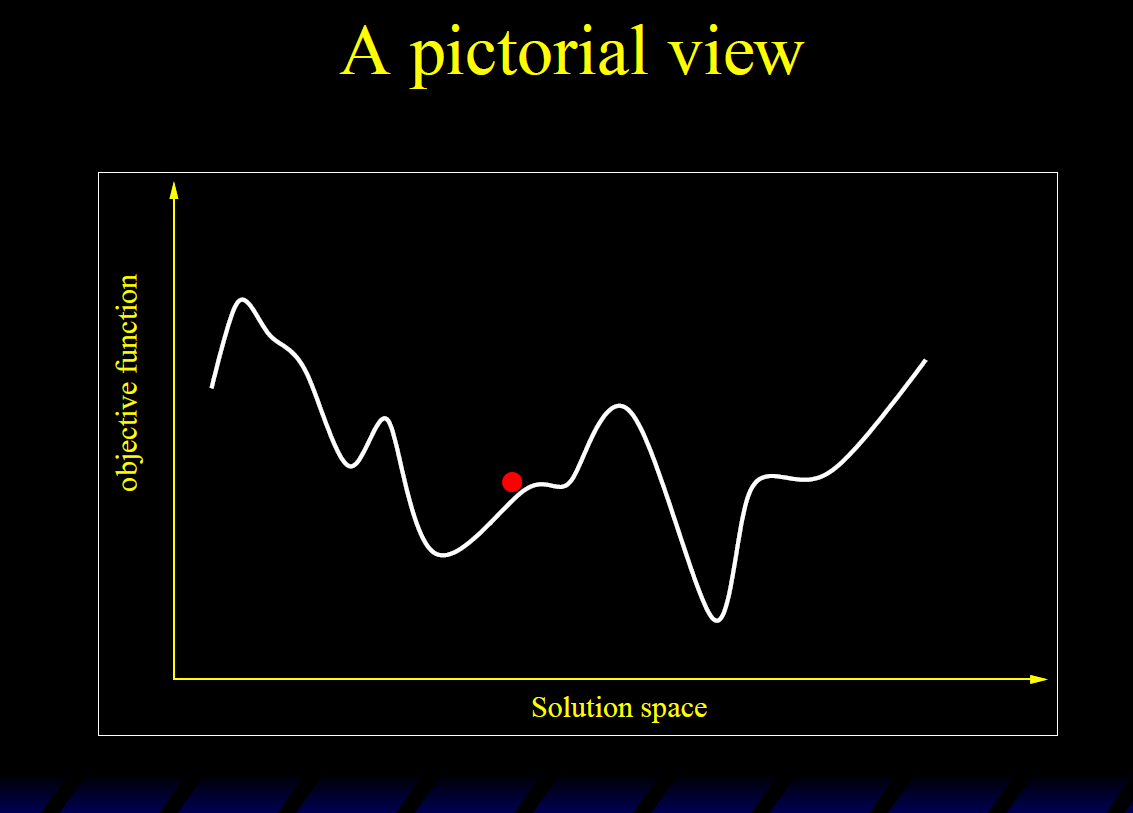 A pictorial view
objective function
Solution space